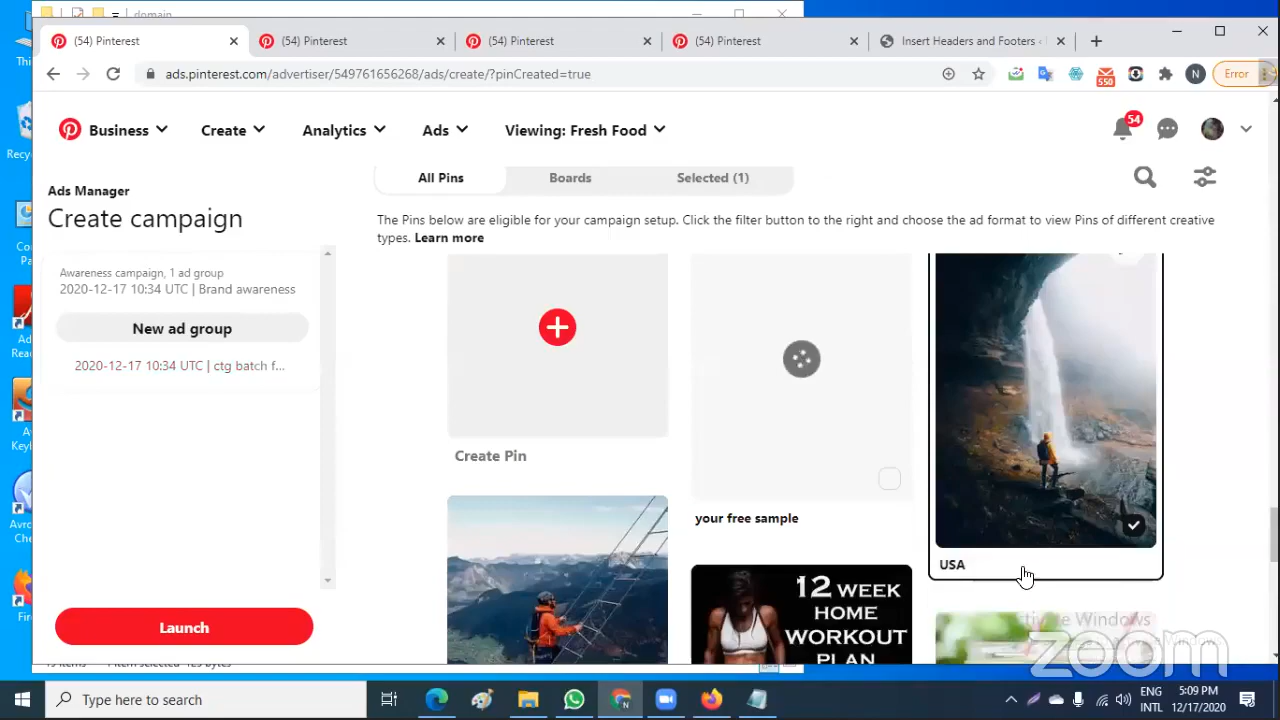 domain
(54) Pinterest
(54) Pinterest
(54) Pinterest
(54) Pinterest
Insert Headers and Footers ‹
ads.pinterest.com/advertiser/549761656268/ads/create/?pinCreated=true
550
N
Error
Business
Create
Analytics
Ads
Viewing: Fresh Food
54
Ads Manager
Create campaign
All Pins
Boards
Selected (1)
The Pins below are eligible for your campaign setup. Click the filter button to the right and choose the ad format to view Pins of different creative
types. Learn more
Awareness campaign, 1 ad group
2020-12-17 10:34 UTC | Brand awareness
New ad group
2020-12-17 10:34 UTC | ctg batch f...
Launch
Create Pin
your free sample
USA
12 WEEK
HOME
WORKOUT
PLAN
zoom
Type here to search
ENG
INTL
5:09 PM
12/17/2020